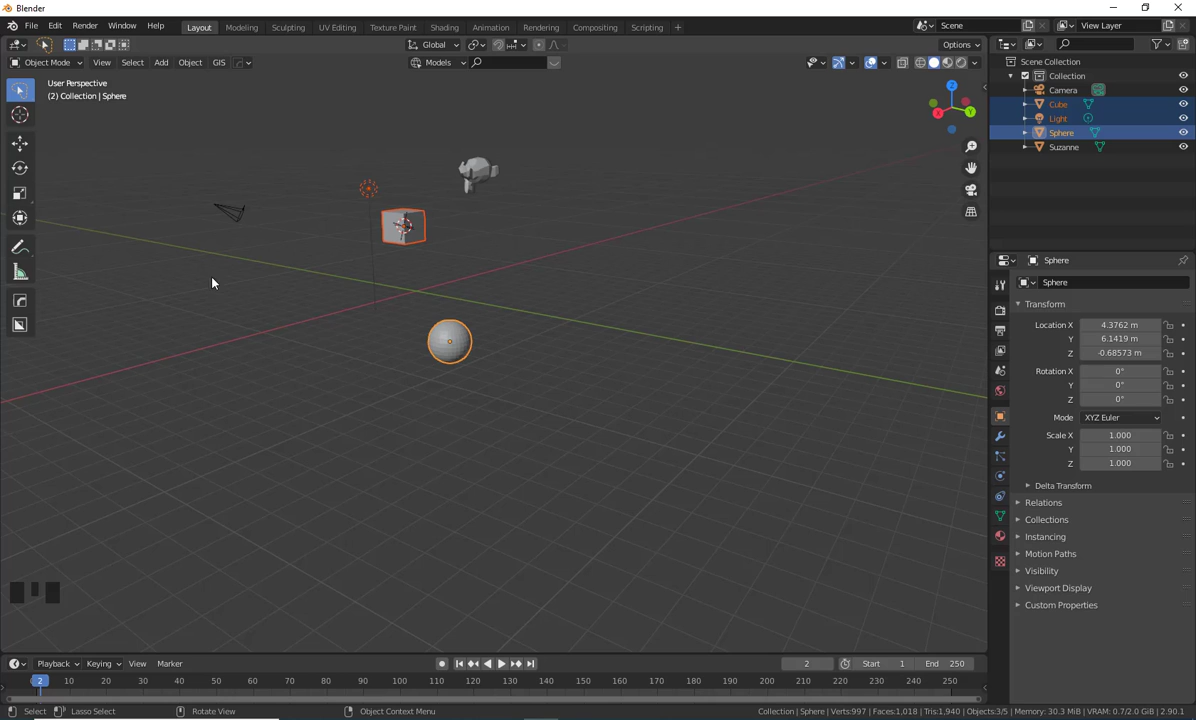 Blender
File Edit Render Window Help Layout Modeling Sculpting UV Editing Texture Paint Shading Animation Rendering Compositing Scripting + Scene View Layer
Global Options
Object Mode View Select Add Object GIS Models
User Perspective
(2) Collection | Sphere
Z
X Y
Scene Collection
Collection
Camera
Cube
Light
Sphere
Suzanne
Sphere
Sphere
Transform
Location X 4.3762 m
Y 6.1419 m
Z -0.68573 m
Rotation X 0°
Y 0°
Z 0°
Mode XYZ Euler
Scale X 1.000
Y 1.000
Z 1.000
Delta Transform
Relations
Collections
Instancing
Motion Paths
Visibility
Viewport Display
Custom Properties
Playback Keying View Marker 2 Start 1 End 250
2 10 20 30 40 50 60 70 80 90 100 110 120 130 140 150 160 170 180 190 200 210 220 230 240 250
Select Lasso Select Rotate View Object Context Menu Collection | Sphere | Verts:997 | Faces:1,018 | Tris:1,940 | Objects:3/5 | Memory: 30.3 MiB | VRAM: 0.7/2.0 GiB | 2.90.1